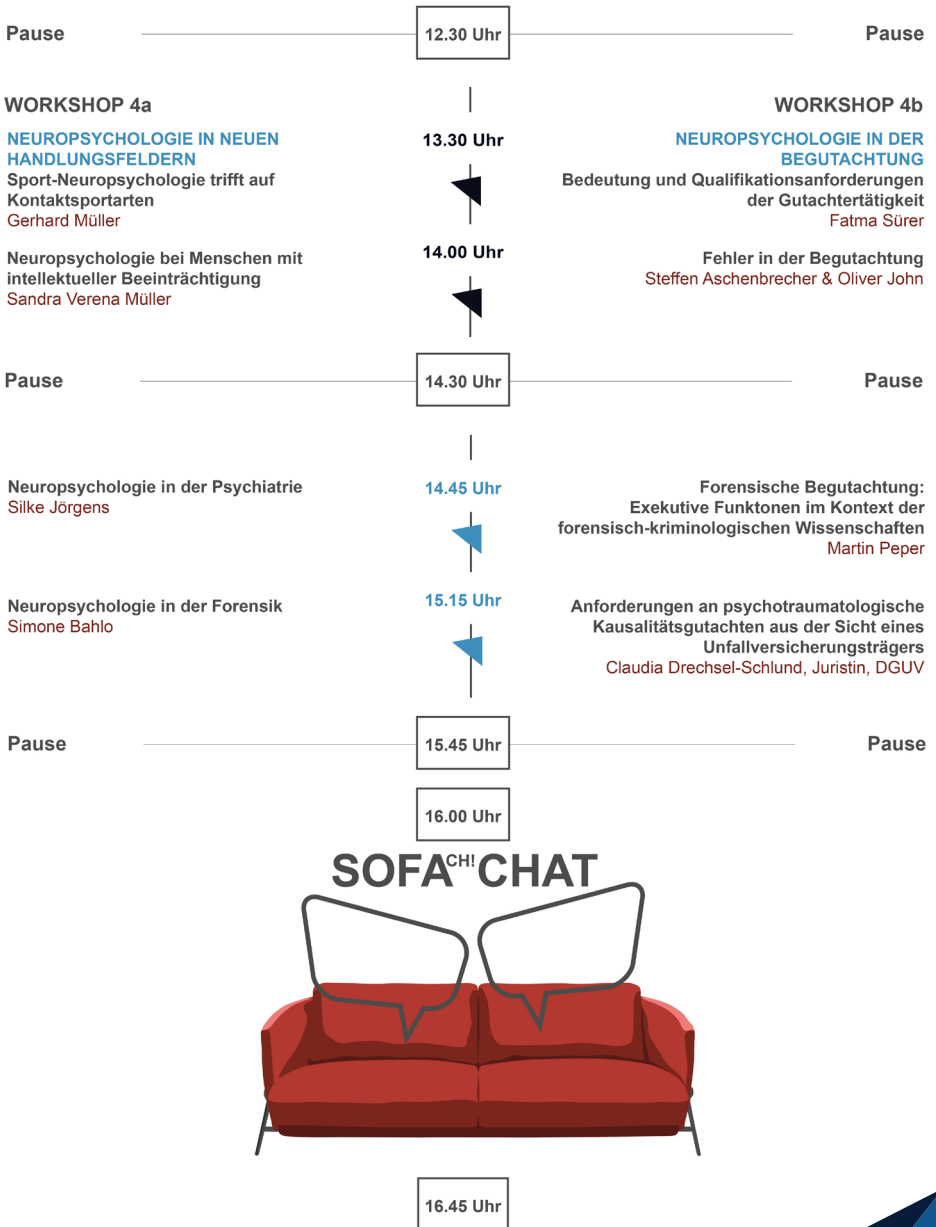 Pause
12.30 Uhr
Pause
WORKSHOP 4a
NEUROPSYCHOLOGIE IN NEUEN
HANDLUNGSFELDERN
Sport-Neuropsychologie trifft auf
Kontaktsportarten
Gerhard Müller
13.30 Uhr
WORKSHOP 4b
NEUROPSYCHOLOGIE IN DER
BEGUTACHTUNG
Bedeutung und Qualifikationsanforderungen
der Gutachtertätigkeit
Fatma Sürer
Neuropsychologie bei Menschen mit
intellektueller Beeinträchtigung
Sandra Verena Müller
14.00 Uhr
Fehler in der Begutachtung
Steffen Aschenbrecher & Oliver John
Pause
14.30 Uhr
Pause
Neuropsychologie in der Psychiatrie
Silke Jörgens
14.45 Uhr
Forensische Begutachtung:
Exekutive Funktonen im Kontext der
forensisch-kriminologischen Wissenschaften
Martin Peper
Neuropsychologie in der Forensik
Simone Bahlo
15.15 Uhr
Anforderungen an psychotraumatologische
Kausalitätsgutachten aus der Sicht eines
Unfallversicherungsträgers
Claudia Drechsel-Schlund, Juristin, DGUV
Pause
15.45 Uhr
Pause
16.00 Uhr
SOFACH!CHAT
16.45 Uhr